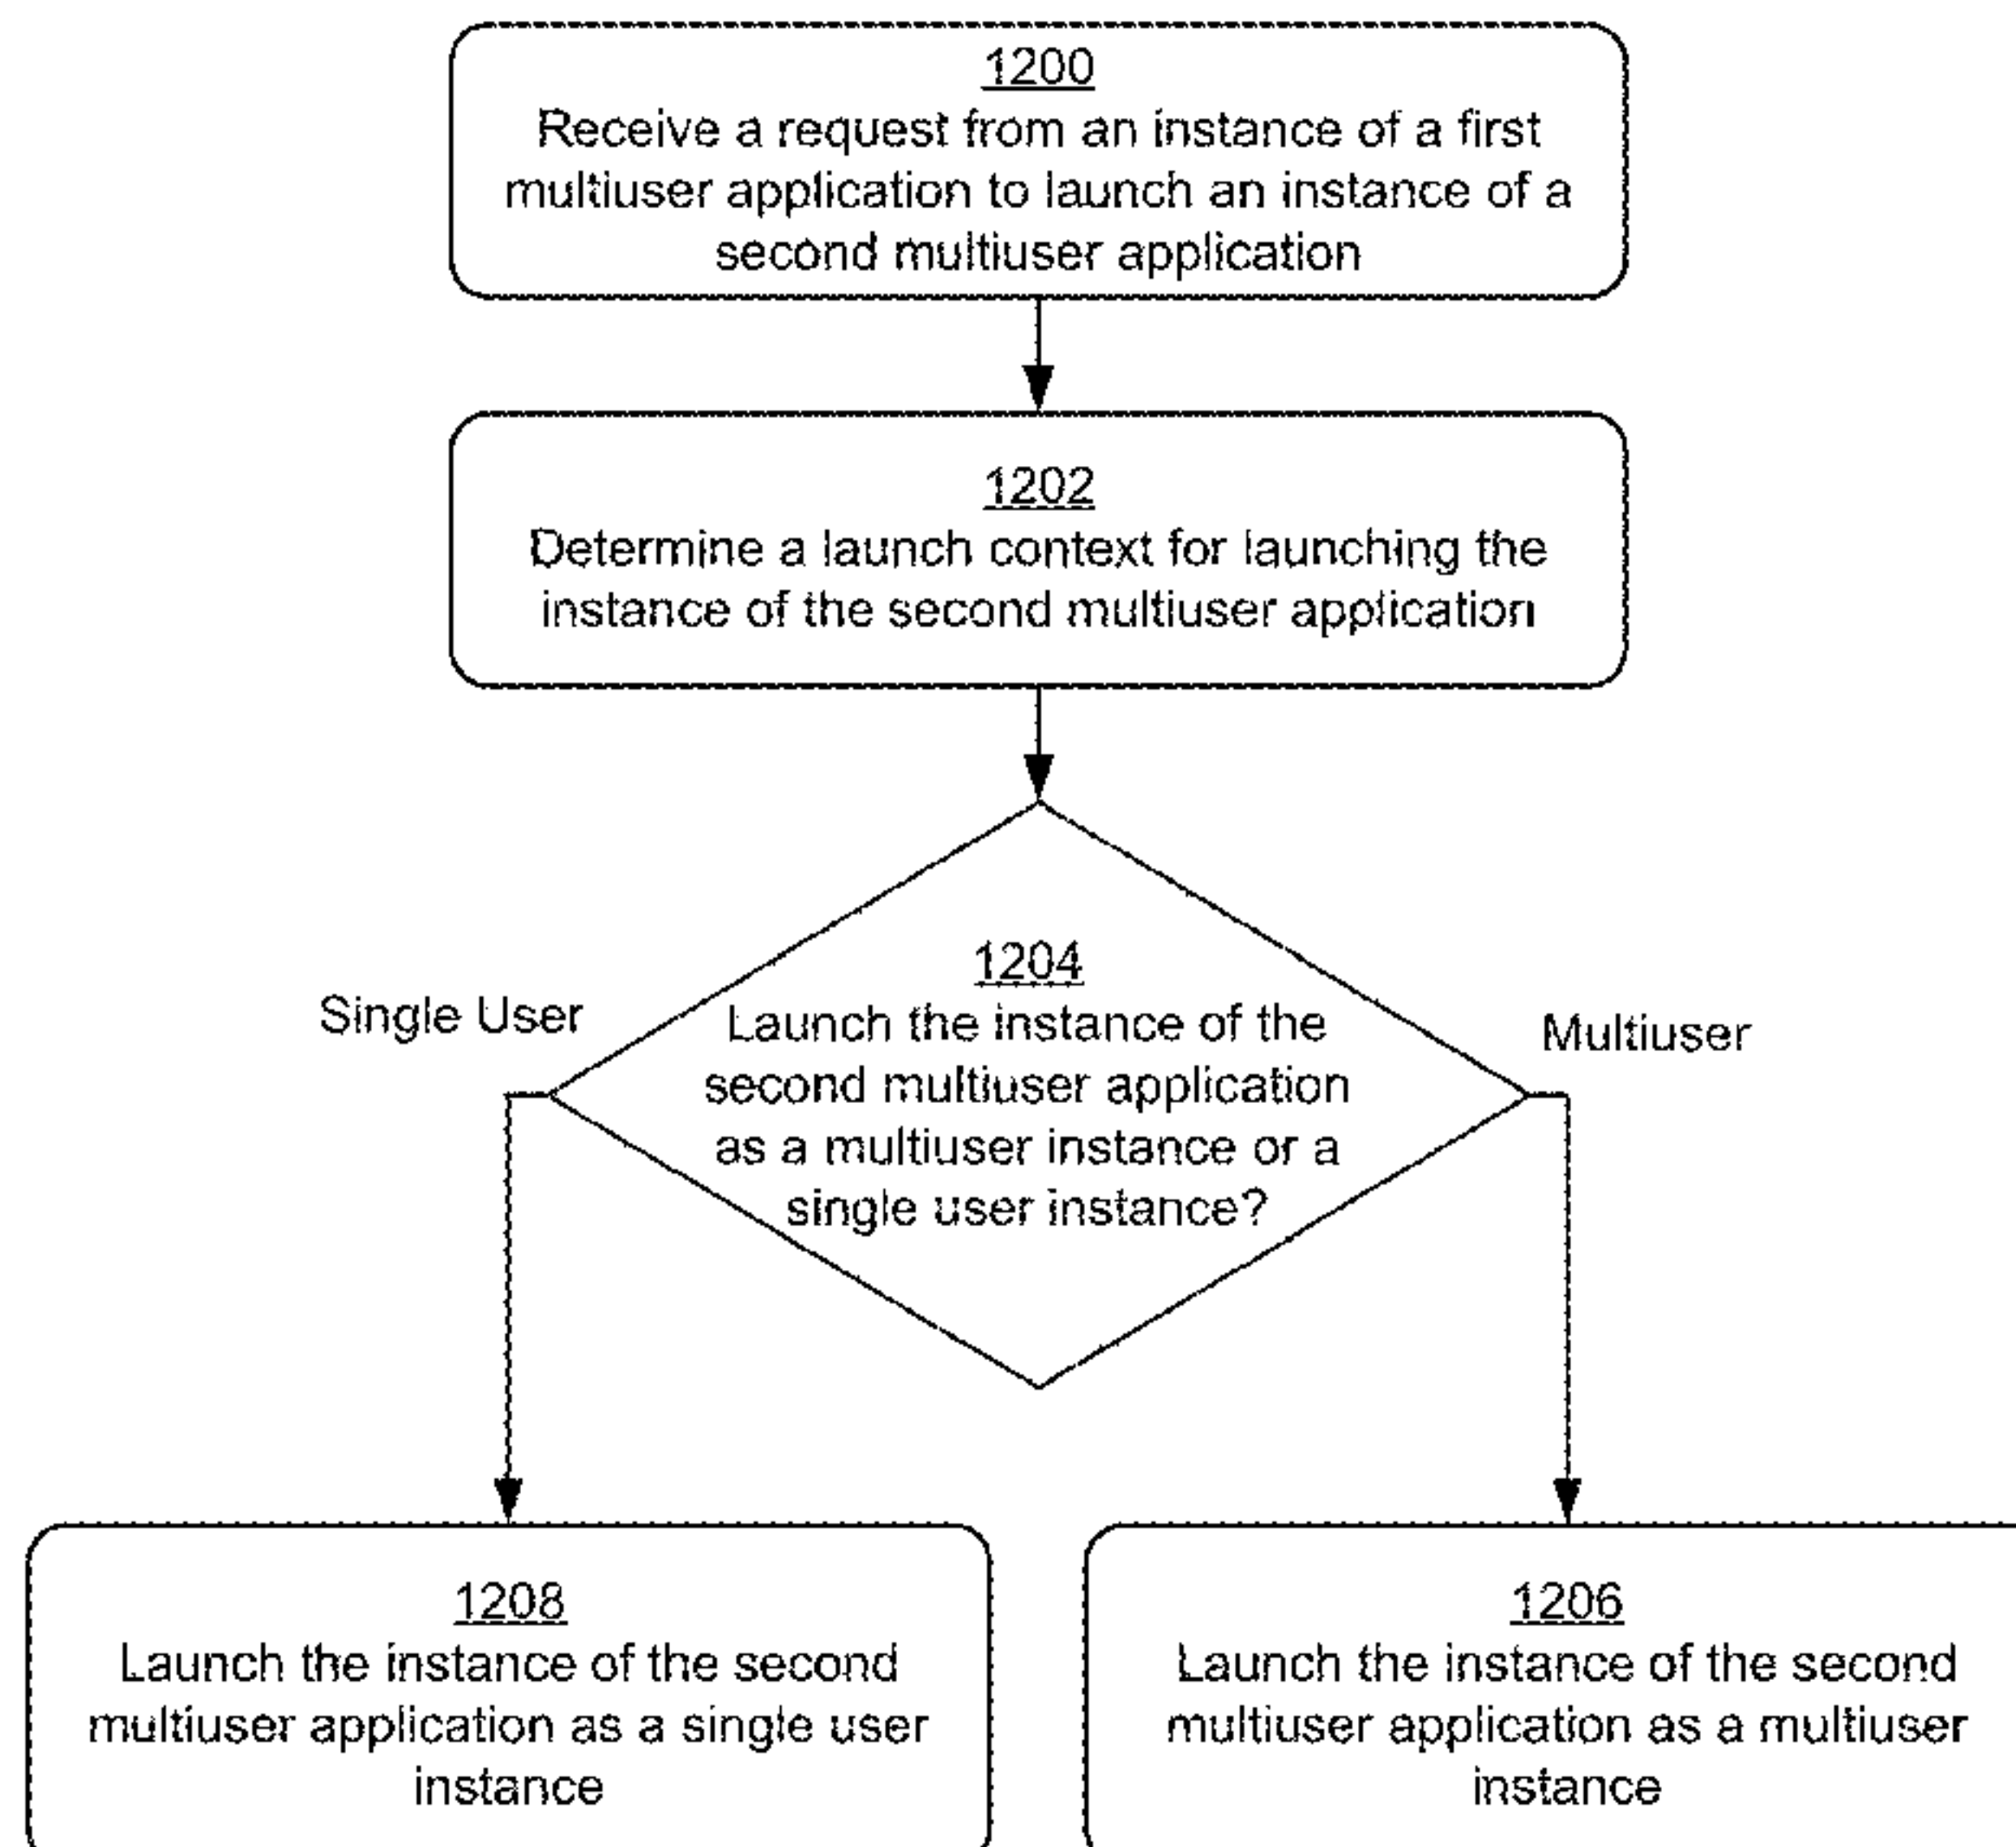 1200
Receive a request from an instance of a first
multiuser application to launch an instance of a
second multiuser application
1202
Determine a launch context for launching the
instance of the second multiuser application
1204
Launch the instance of the
second multiuser application
as a multiuser instance or a
single user instance?
Single User
Multiuser
1208
Launch the instance of the second
multiuser application as a single user
instance
1206
Launch the instance of the second
multiuser application as a multiuser
instance